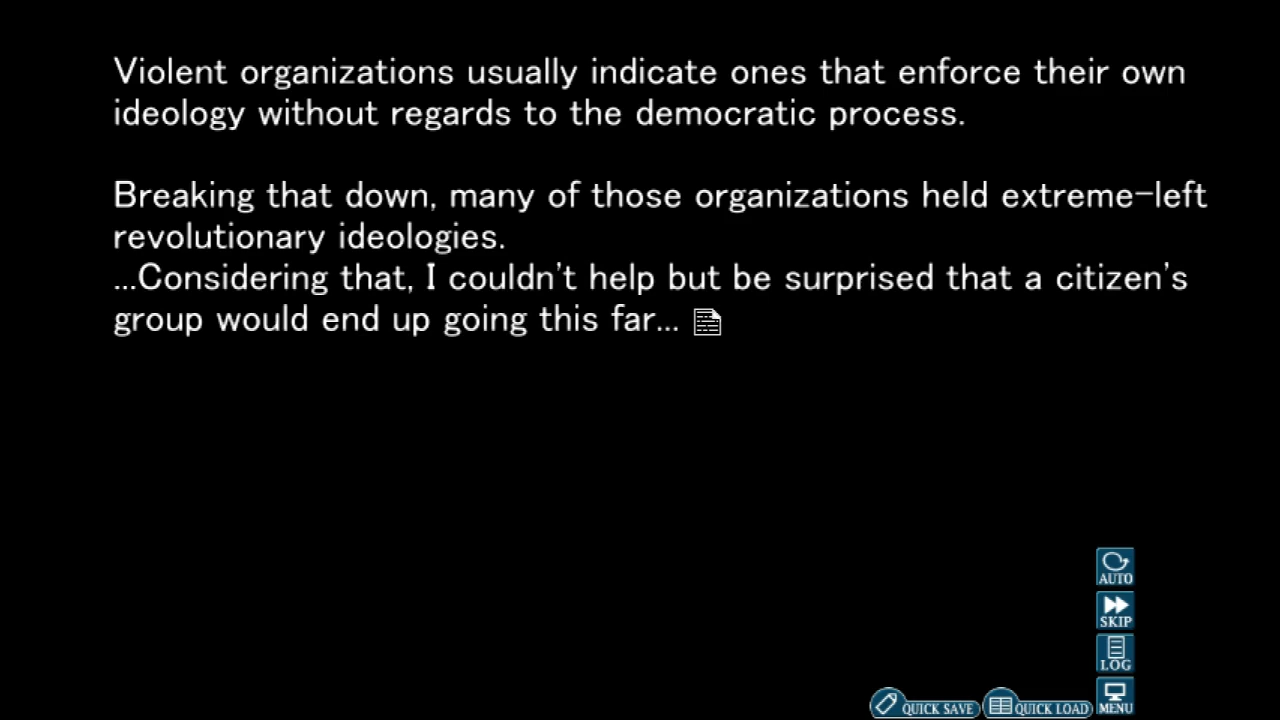 Violent organizations usually indicate ones that enforce their own
ideology without regards to the democratic process.
Breaking that down, many of those organizations held extreme-left
revolutionary ideologies.
...Considering that, I couldn't help but be surprised that a citizen's
group would end up going this far...
AUTO
SKIP
LOG
QUICK SAVE
QUICK LOAD
MENU